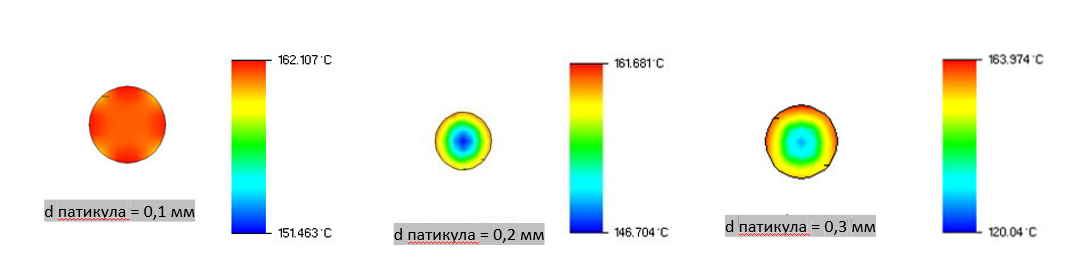 162.107 °C
151.463 °C
d патикула = 0,1 мм
161.681 °C
146.704 °C
d патикула = 0,2 мм
163.974 °C
120.04 °C
d патикула = 0,3 мм